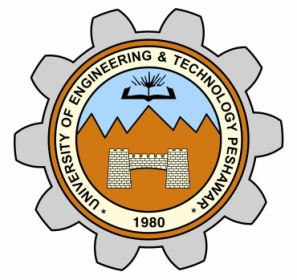 UNIVERSITY OF ENGINEERING & TECHNOLOGY PESHAWAR
1980